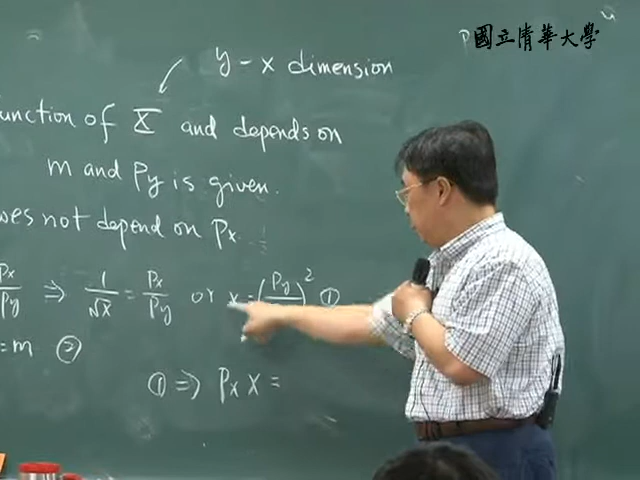 國立清華大學
y - x dimension
unction of X̄ and depends on
m and Py is given.
oes not depend on Px
Px/Py ⇒ 1/√x = Px/Py or x = (Py/ )² ①
= m ②
① ⇒ Px X =